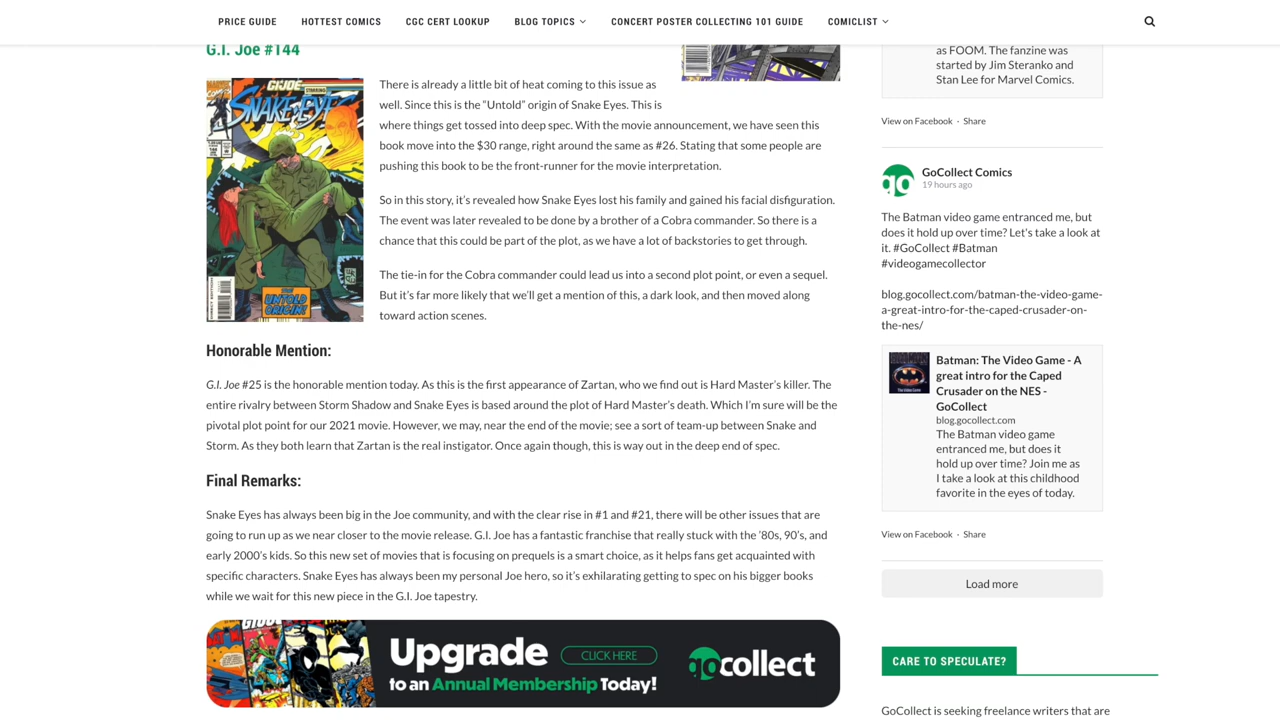 PRICE GUIDE
HOTTEST COMICS
CGC CERT LOOKUP
BLOG TOPICS
CONCERT POSTER COLLECTING 101 GUIDE
COMICLIST
G.I. Joe #144
There is already a little bit of heat coming to this issue as
well. Since this is the “Untold” origin of Snake Eyes. This is
where things get tossed into deep spec. With the movie announcement, we have seen this
book move into the $30 range, right around the same as #26. Stating that some people are
pushing this book to be the front-runner for the movie interpretation.
So in this story, it’s revealed how Snake Eyes lost his family and gained his facial disfiguration.
The event was later revealed to be done by a brother of a Cobra commander. So there is a
chance that this could be part of the plot, as we have a lot of backstories to get through.
The tie-in for the Cobra commander could lead us into a second plot point, or even a sequel.
But it’s far more likely that we’ll get a mention of this, a dark look, and then moved along
toward action scenes.
G.I. JOE
STARRING
SNAKE-EYES
THE
UNTOLD
ORIGIN!
Honorable Mention:
G.I. Joe #25 is the honorable mention today. As this is the first appearance of Zartan, who we find out is Hard Master’s killer. The
entire rivalry between Storm Shadow and Snake Eyes is based around the plot of Hard Master’s death. Which I’m sure will be the
pivotal plot point for our 2021 movie. However, we may, near the end of the movie; see a sort of team-up between Snake and
Storm. As they both learn that Zartan is the real instigator. Once again though, this is way out in the deep end of spec.
Final Remarks:
Snake Eyes has always been big in the Joe community, and with the clear rise in #1 and #21, there will be other issues that are
going to run up as we near closer to the movie release. G.I. Joe has a fantastic franchise that really stuck with the ’80s, 90’s, and
early 2000’s kids. So this new set of movies that is focusing on prequels is a smart choice, as it helps fans get acquainted with
specific characters. Snake Eyes has always been my personal Joe hero, so it’s exhilarating getting to spec on his bigger books
while we wait for this new piece in the G.I. Joe tapestry.
Upgrade
CLICK HERE
to an Annual Membership Today!
gocollect
as FOOM. The fanzine was
started by Jim Steranko and
Stan Lee for Marvel Comics.
View on Facebook · Share
go
GoCollect Comics
19 hours ago
The Batman video game entranced me, but
does it hold up over time? Let's take a look at
it. #GoCollect #Batman
#videogamecollector
blog.gocollect.com/batman-the-video-game-
a-great-intro-for-the-caped-crusader-on-
the-nes/
Batman: The Video Game - A
great intro for the Caped
Crusader on the NES -
GoCollect
blog.gocollect.com
The Batman video game
entranced me, but does it
hold up over time? Join me as
I take a look at this childhood
favorite in the eyes of today.
View on Facebook · Share
Load more
CARE TO SPECULATE?
GoCollect is seeking freelance writers that are